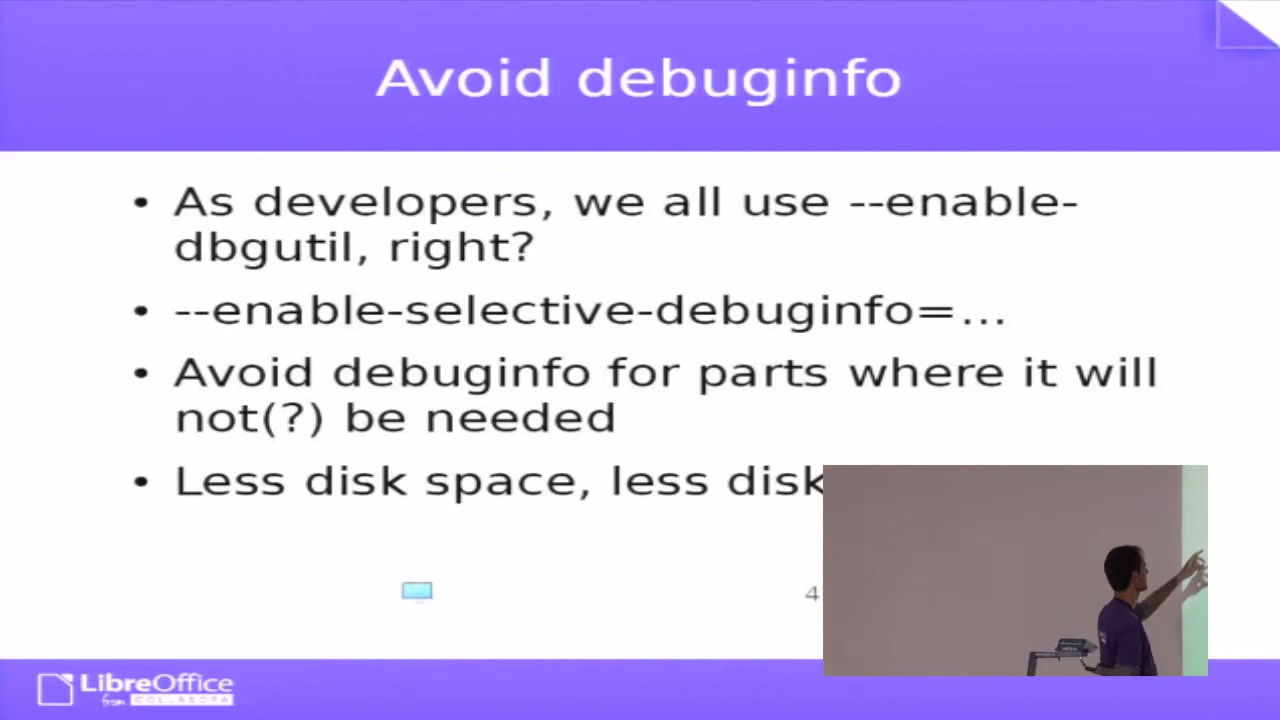 Avoid debuginfo
• As developers, we all use --enable-
dbgutil, right?
• --enable-selective-debuginfo=...
• Avoid debuginfo for parts where it will
not(?) be needed
• Less disk space, less disk
4
LibreOffice
from COLLABORA